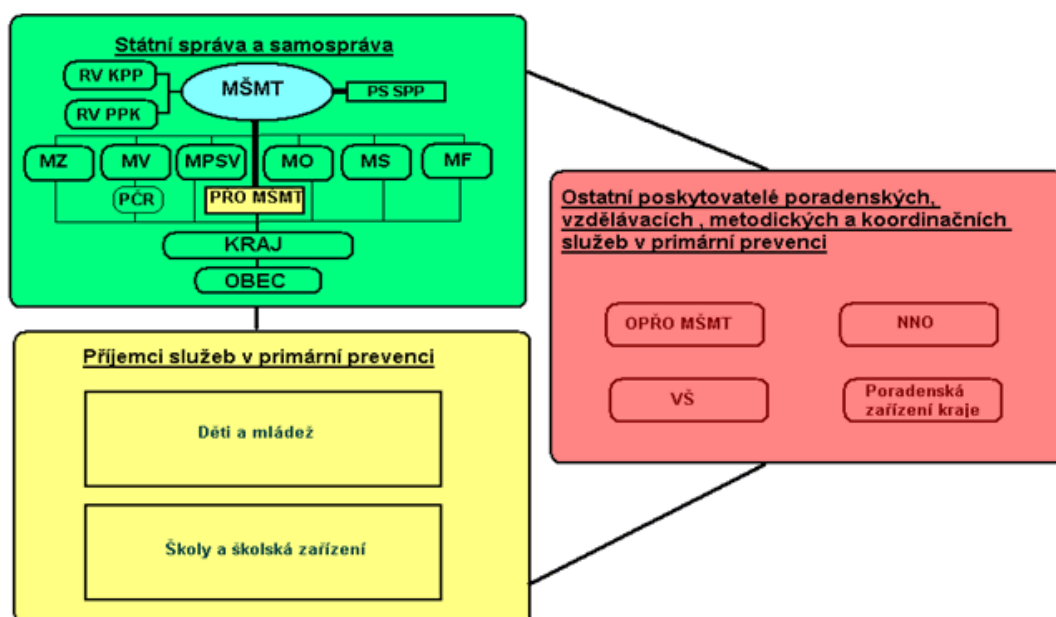 Státní správa a samospráva
RV KPP
MŠMT
PS SPP
RV PPK
MZ
MV
MPSV
MO
MS
MF
PČR
PŘO MŠMT
KRAJ
OBEC
Ostatní poskytovatelé poradenských,
vzdělávacích , metodických a koordinačních
služeb v primární prevenci
OPŘO MŠMT
NNO
VŠ
Poradenská
zařízení kraje
Příjemci služeb v primární prevenci
Děti a mládež
Školy a školská zařízení